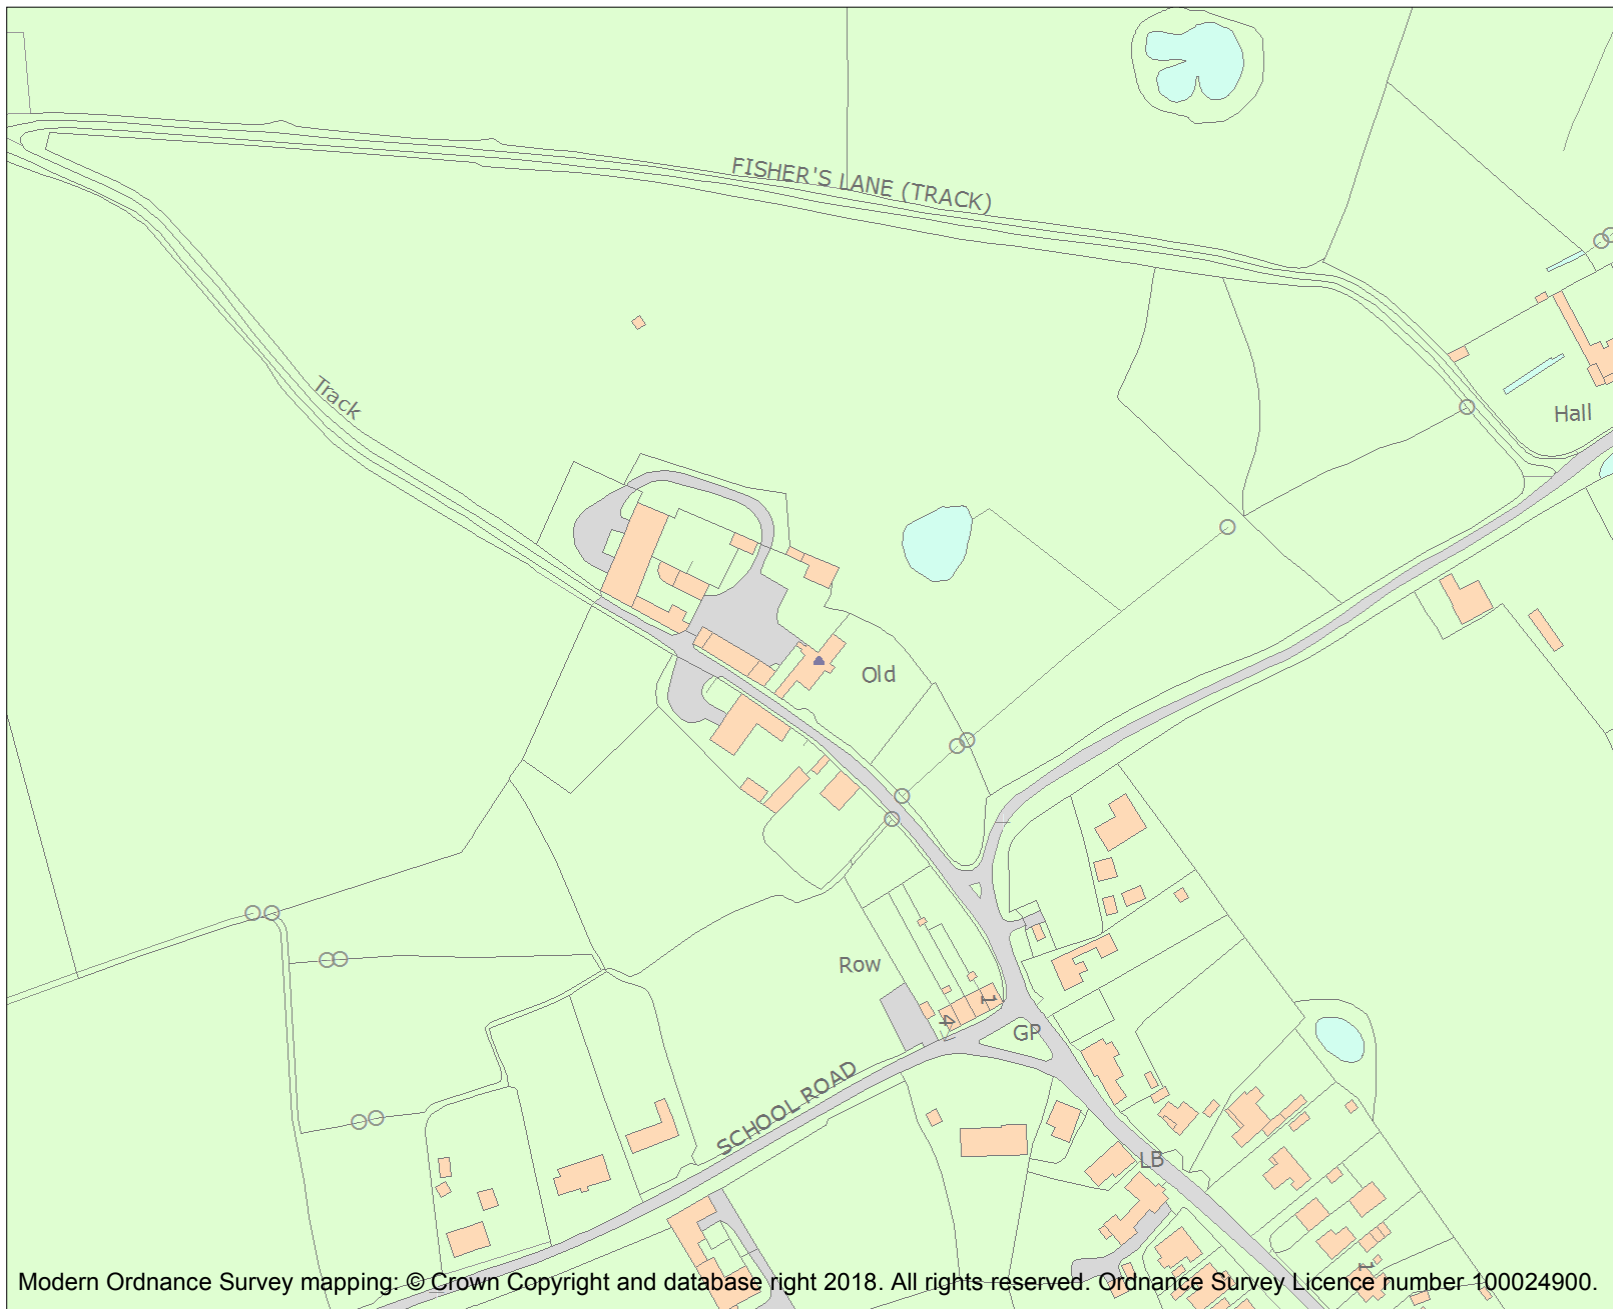 FISHER'S LANE (TRACK)
Track
Hall
Old
Row
1
4
GP
SCHOOL ROAD
LB
1
Modern Ordnance Survey mapping: © Crown Copyright and database right 2018. All rights reserved. Ordnance Survey Licence number 100024900.